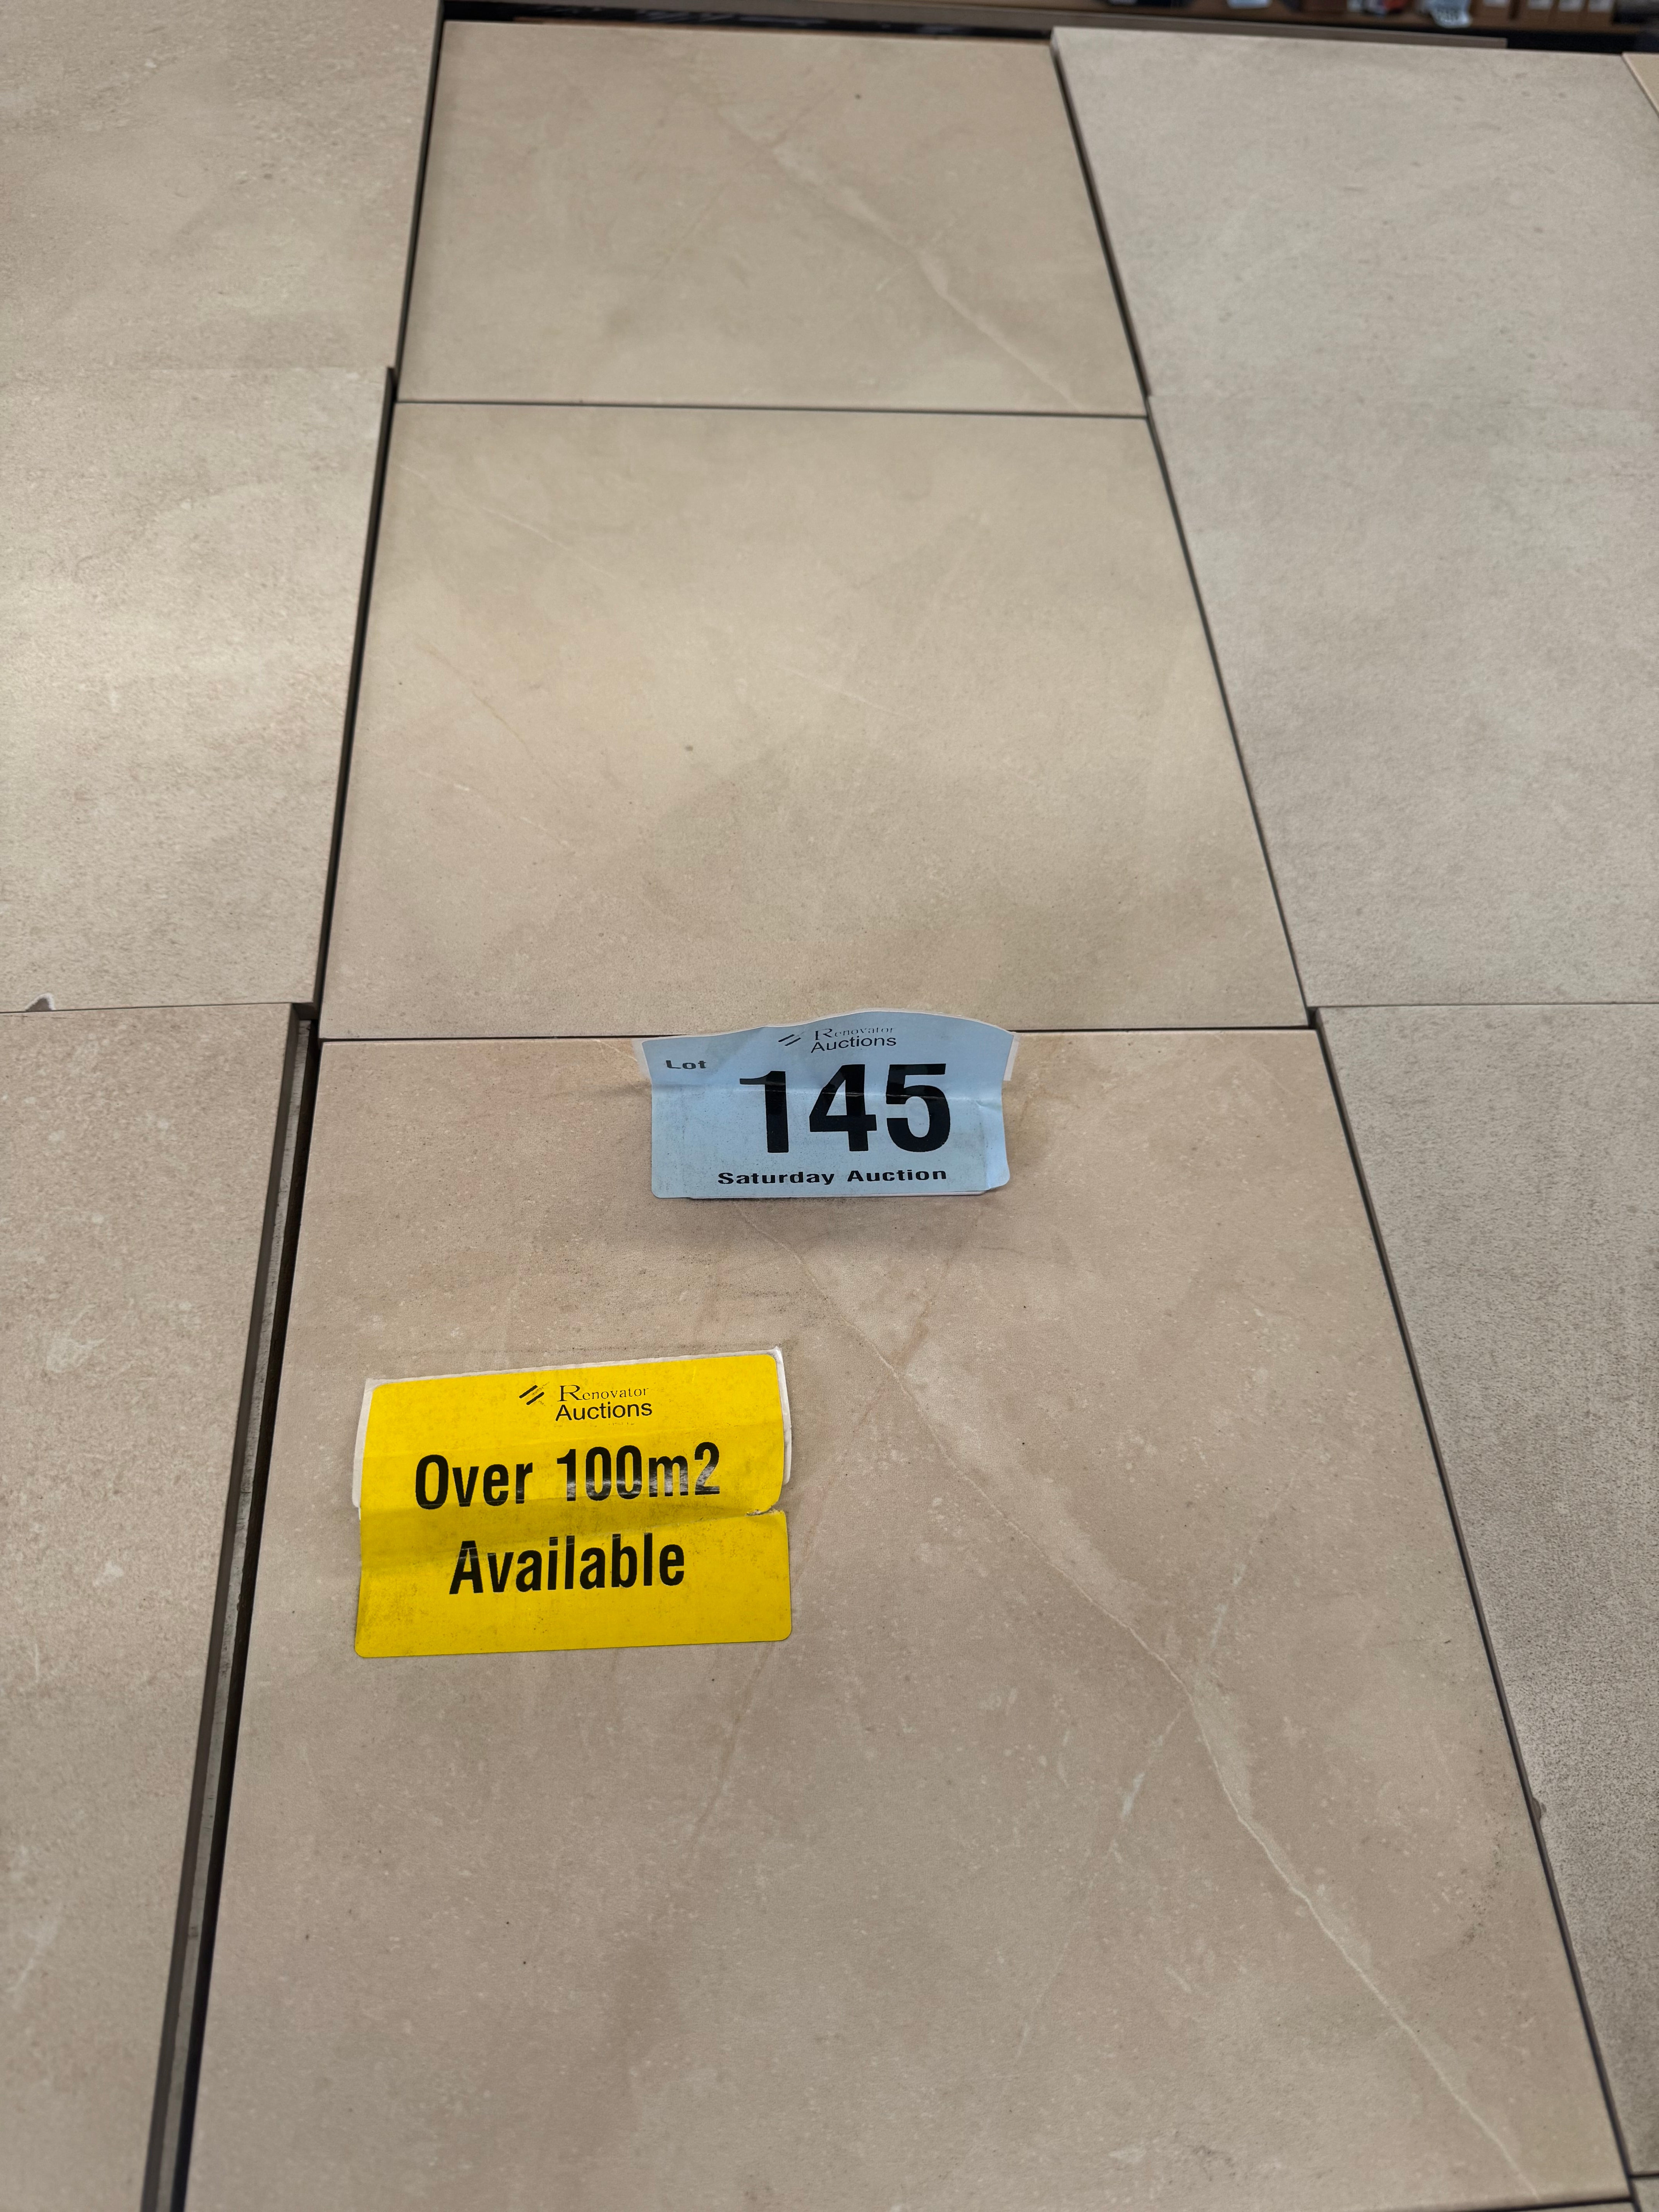 Renovator
Auctions
Lot
145
Saturday Auction
Renovator
Auctions
Over 100m2
Available